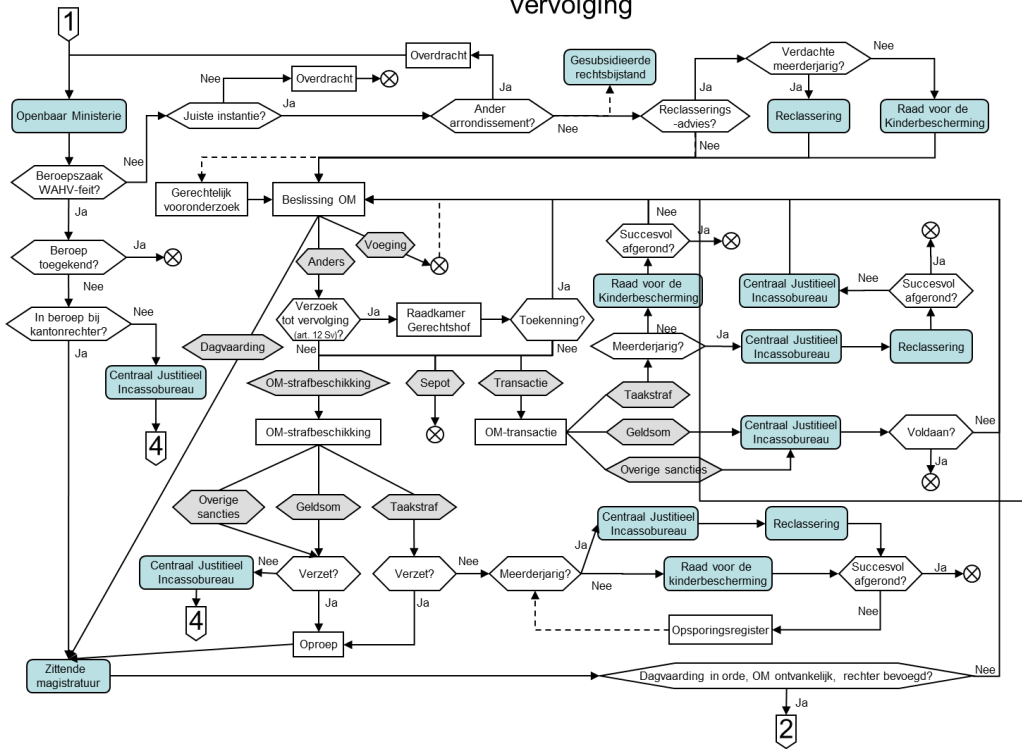 Vervolging
1
Overdracht
Gesubsidieerde
rechtsbijstand
Verdachte
meerderjarig?
Nee
Nee
Overdracht
Ja
Ja
Ja
Ja
Openbaar Ministerie
Juiste instantie?
Ander
arrondissement?
Nee
Reclasserings
-advies?
Nee
Reclassering
Raad voor de
Kinderbescherming
Nee
Beroepszaak
WAHV-feit?
Ja
Gerechtelijk
vooronderzoek
Beslissing OM
Voeging
Anders
Nee
Succesvol
afgerond?
Ja
Beroep
toegekend?
Ja
Nee
Ja
Raad voor de
Kinderbescherming
Centraal Justitieel
Incassobureau
Nee
Ja
Succesvol
afgerond?
In beroep bij
kantonrechter?
Nee
Ja
Verzoek
tot vervolging
(art. 12 Sv)?
Ja
Nee
Raadkamer
Gerechtshof
Toekenning?
Nee
Nee
Meerderjarig?
Ja
Centraal Justitieel
Incassobureau
Reclassering
Dagvaarding
Centraal Justitieel
Incassobureau
4
OM-strafbeschikking
Sepot
Transactie
Taakstraf
OM-strafbeschikking
OM-transactie
Geldsom
Centraal Justitieel
Incassobureau
Voldaan?
Nee
Ja
Overige sancties
Overige
sancties
Geldsom
Taakstraf
Centraal Justitieel
Incassobureau
Reclassering
Ja
Centraal Justitieel
Incassobureau
Nee
Verzet?
Ja
Verzet?
Nee
Ja
Meerderjarig?
Nee
Raad voor de
kinderbescherming
Succesvol
afgerond?
Ja
Nee
4
Oproep
Opsporingsregister
Zittende
magistratuur
Dagvaarding in orde, OM ontvankelijk, rechter bevoegd?
Nee
Ja
2